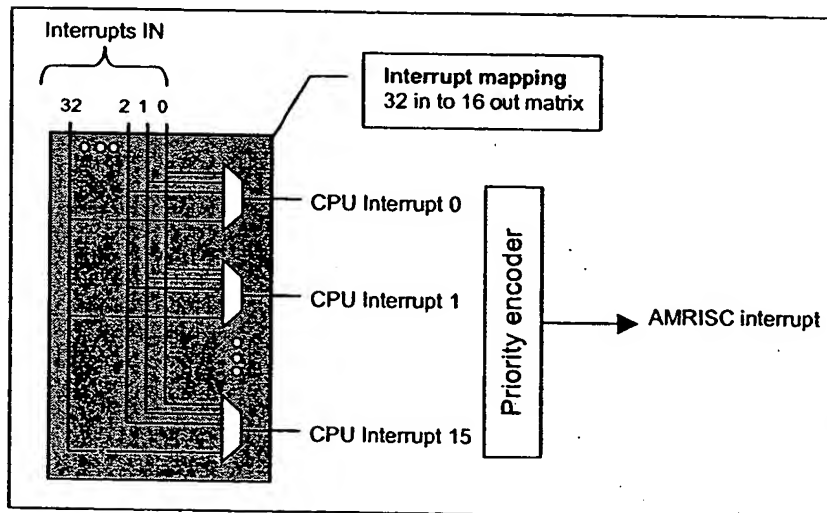 Interrupts IN
32 2 1 0
Interrupt mapping
32 in to 16 out matrix
CPU Interrupt 0
CPU Interrupt 1
CPU Interrupt 15
Priority encoder
AMRISC interrupt